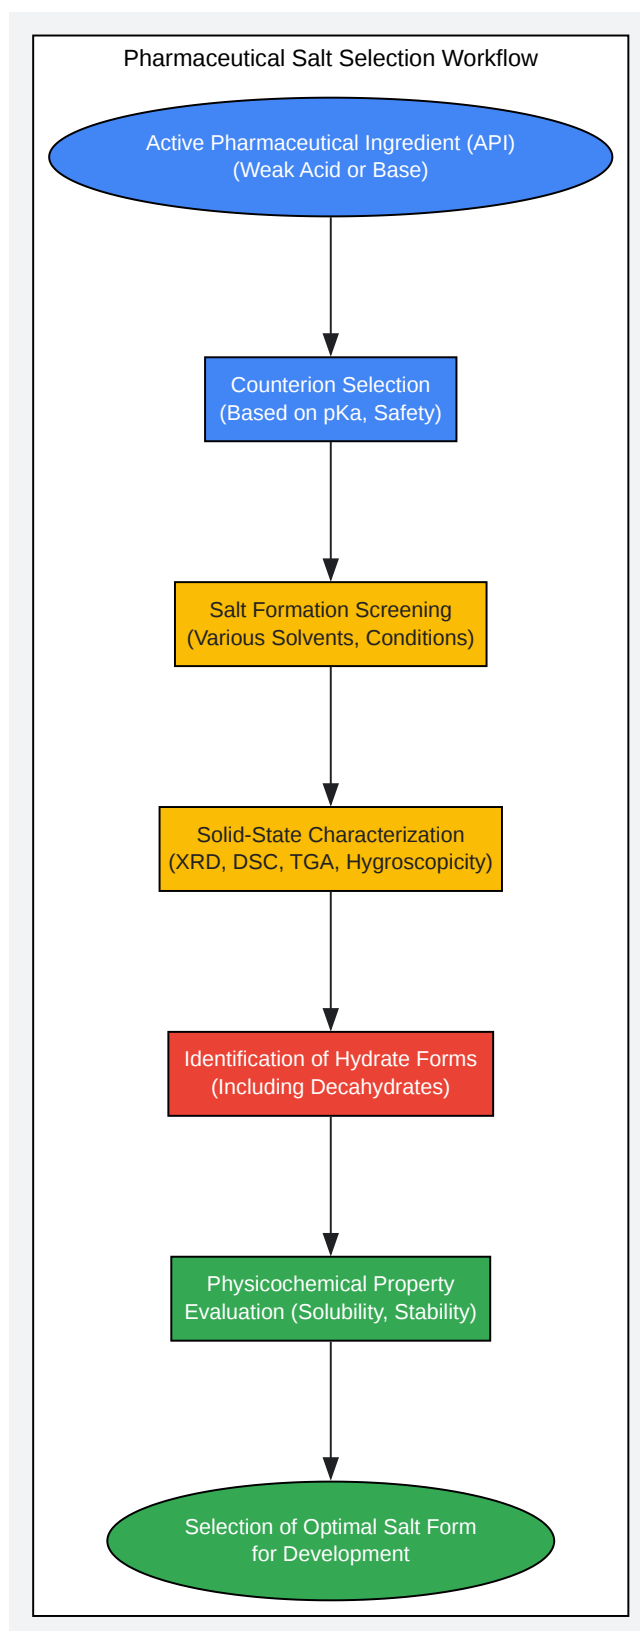 Pharmaceutical Salt Selection Workflow
Active Pharmaceutical Ingredient (API)
(Weak Acid or Base)
Counterion Selection
(Based on pKa, Safety)
Salt Formation Screening
(Various Solvents, Conditions)
Solid-State Characterization
(XRD, DSC, TGA, Hygroscopicity)
Identification of Hydrate Forms
(Including Decahydrates)
Physicochemical Property
Evaluation (Solubility, Stability)
Selection of Optimal Salt Form
for Development